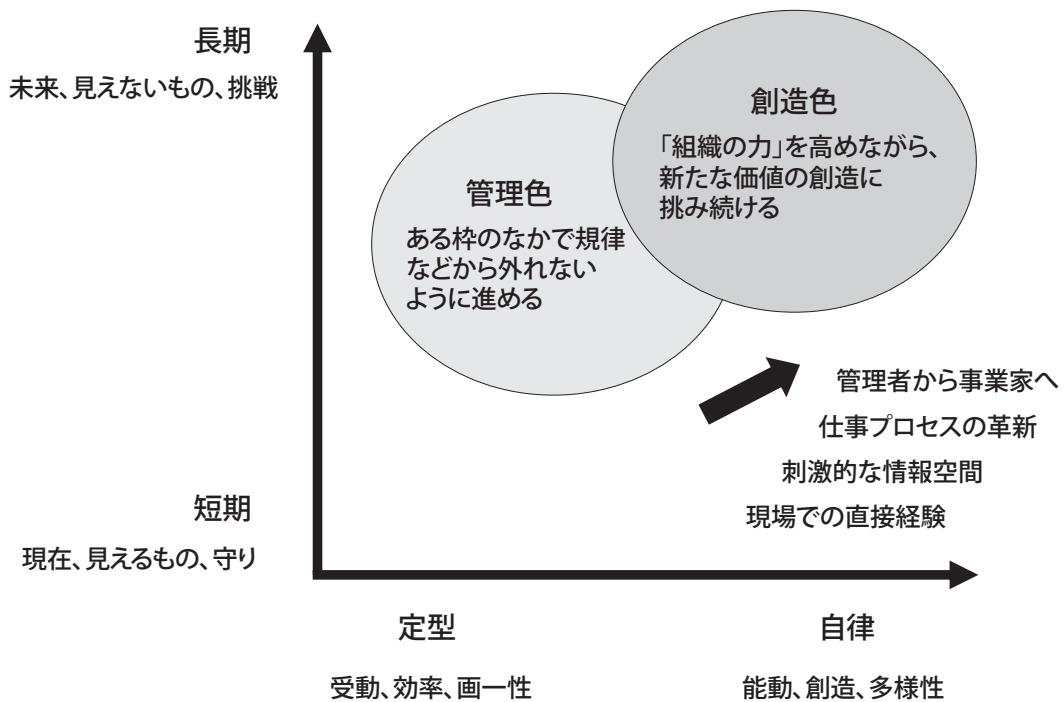 長期
未来、見えないもの、挑戦
創造色
「組織の力」を高めながら、
新たな価値の創造に
挑み続ける
管理色
ある枠のなかで規律
などから外れない
ように進める
管理者から事業家へ
仕事プロセスの革新
刺激的な情報空間
現場での直接経験
短期
現在、見えるもの、守り
定型
自律
受動、効率、画一性
能動、創造、多様性